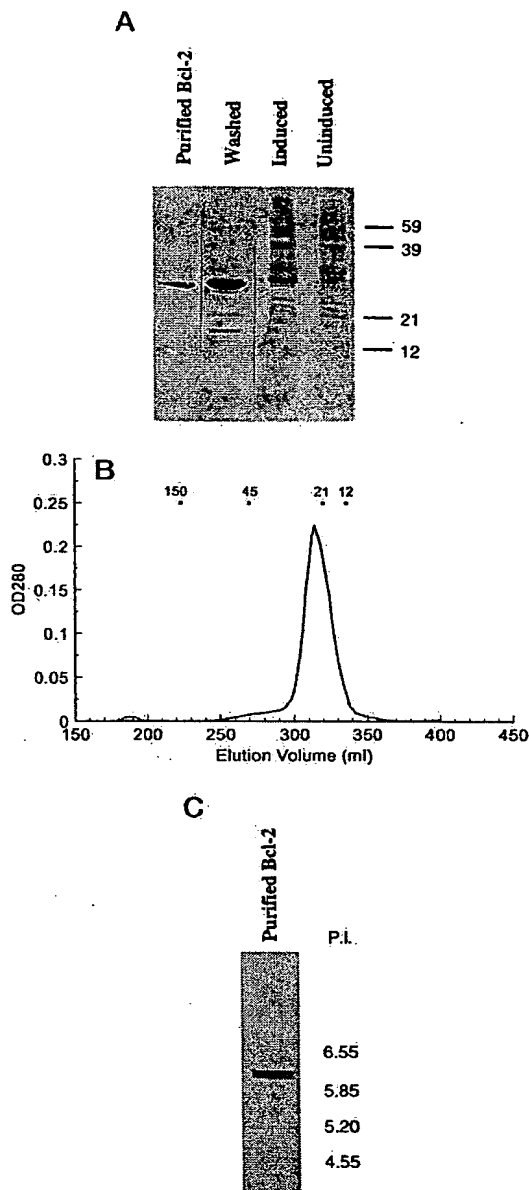 A
Purified Bcl-2
Washed
Induced
Uninduced
59
39
21
12
B
0.3
0.25
0.2
0.15
0.1
0.05
0
OD280
150
45
21
12
150
200
250
300
350
400
450
Elution Volume (ml)
C
Purified Bcl-2
P.I.
6.55
5.85
5.20
4.55